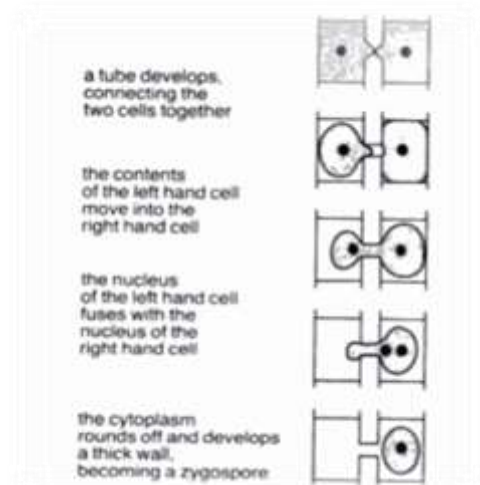 a tube develops,
connecting the
two cells together
the contents
of the left hand cell
move into the
right hand cell
the nucleus
of the left hand cell
fuses with the
nucleus of the
right hand cell
the cytoplasm
rounds off and develops
a thick wall,
becoming a zygospore